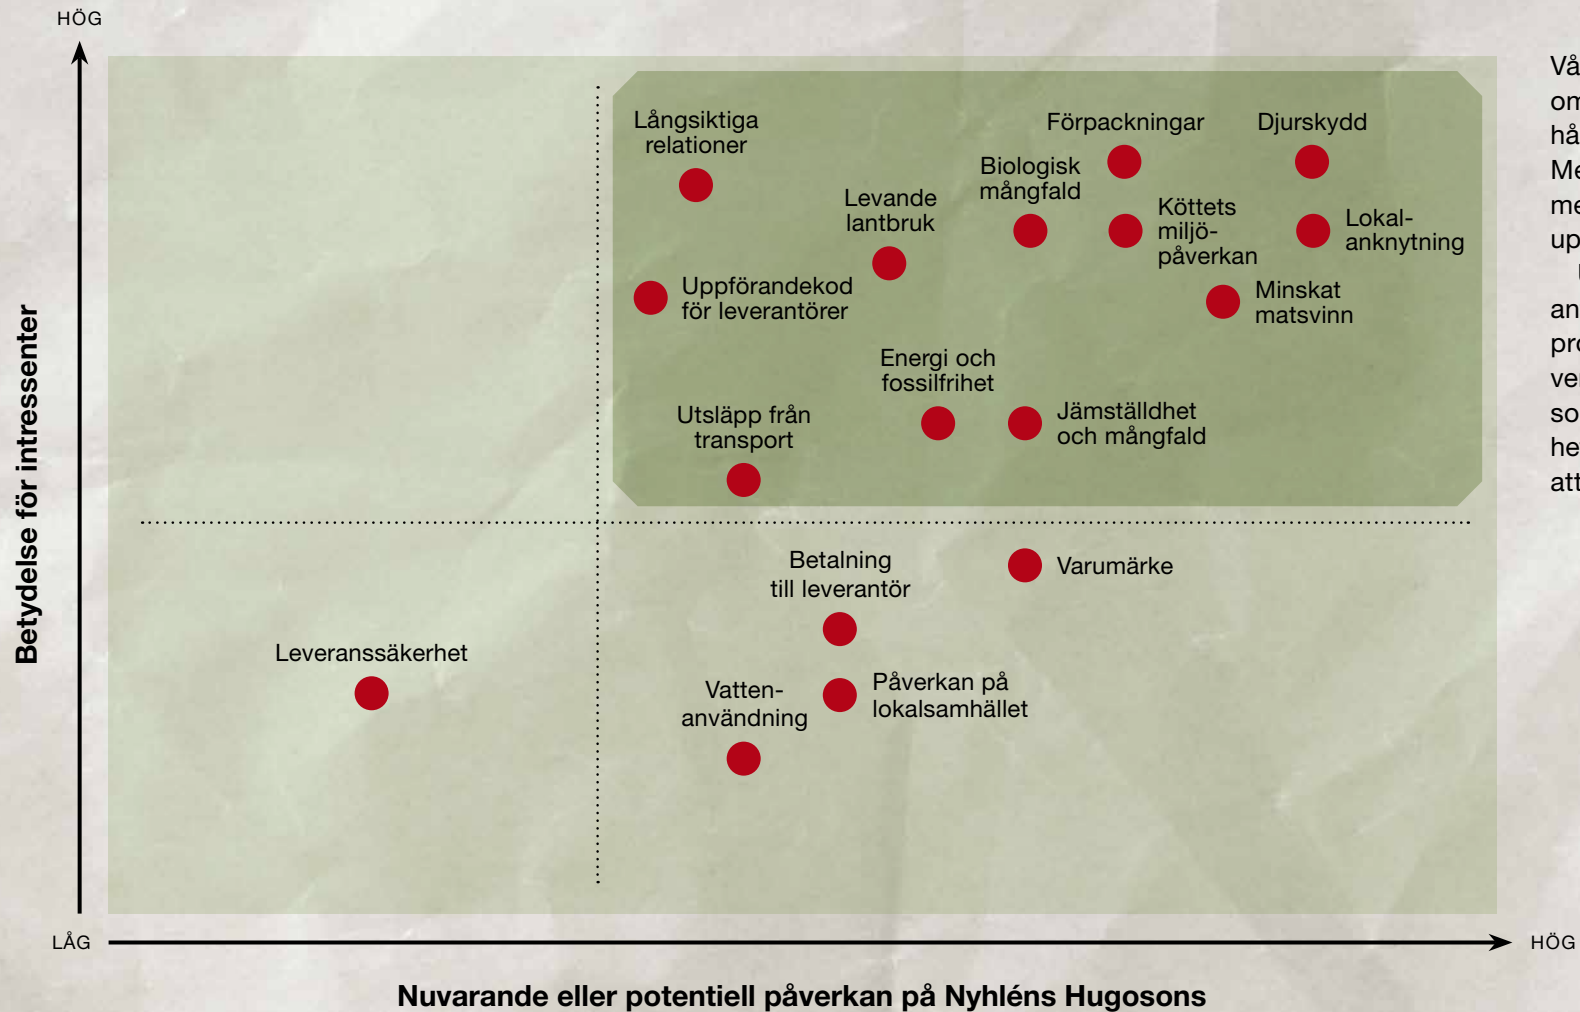 HÖG
Betydelse för intressenter
Långsiktiga
relationer
Förpackningar
Djurskydd
Biologisk
mångfald
Levande
lantbruk
Köttets
miljö-
påverkan
Lokal-
anknytning
Uppförandekod
för leverantörer
Minskat
matsvinn
Energi och
fossilfrihet
Utsläpp från
transport
Jämställdhet
och mångfald
Betalning
till leverantör
Varumärke
Leveranssäkerhet
Vatten-
användning
Påverkan på
lokalsamhället
LÅG
HÖG
Nuvarande eller potentiell påverkan på Nyhléns Hugosons